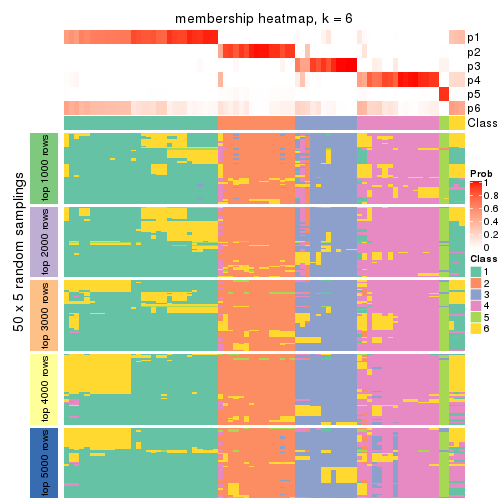 membership heatmap, k = 6
p1
p2
p3
p4
p5
p6
Class
50 x 5 random samplings
top 1000 rows
top 2000 rows
top 3000 rows
top 4000 rows
top 5000 rows
Prob
1
0.8
0.6
0.4
0.2
0
Class
1
2
3
4
5
6